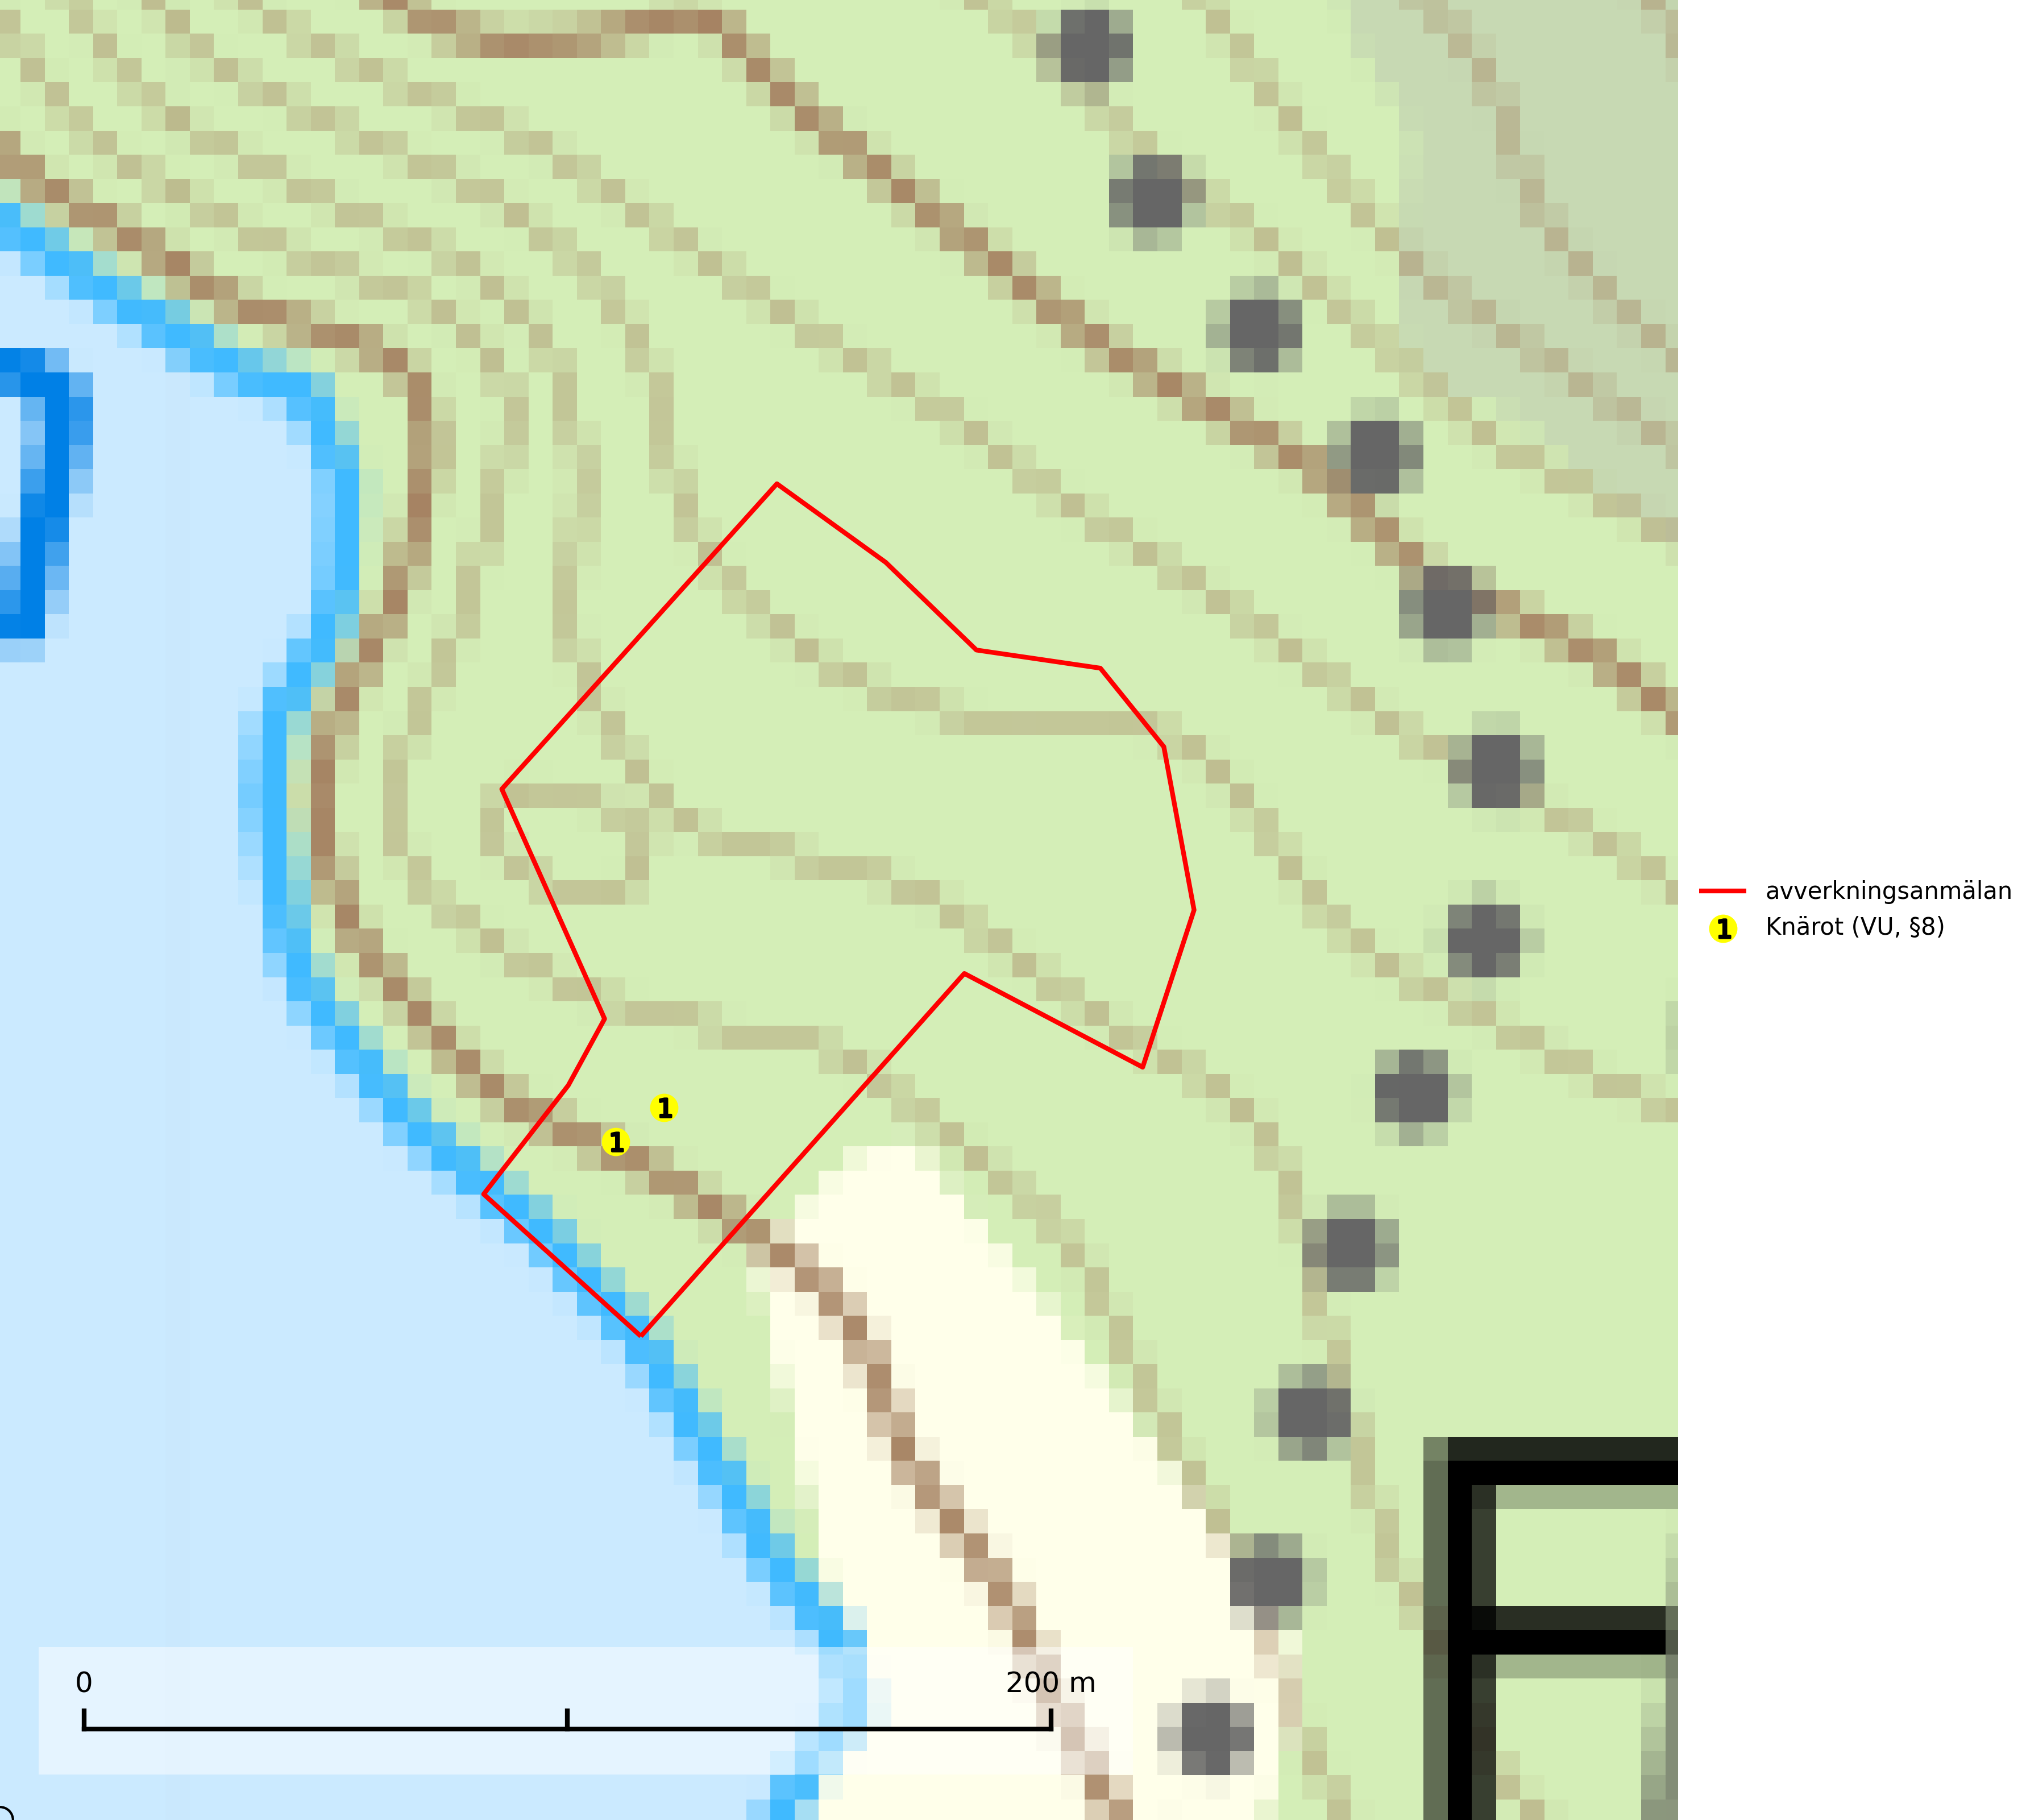 1
1
0
200 m
avverkningsanmälan
1 Knärot (VU, §8)